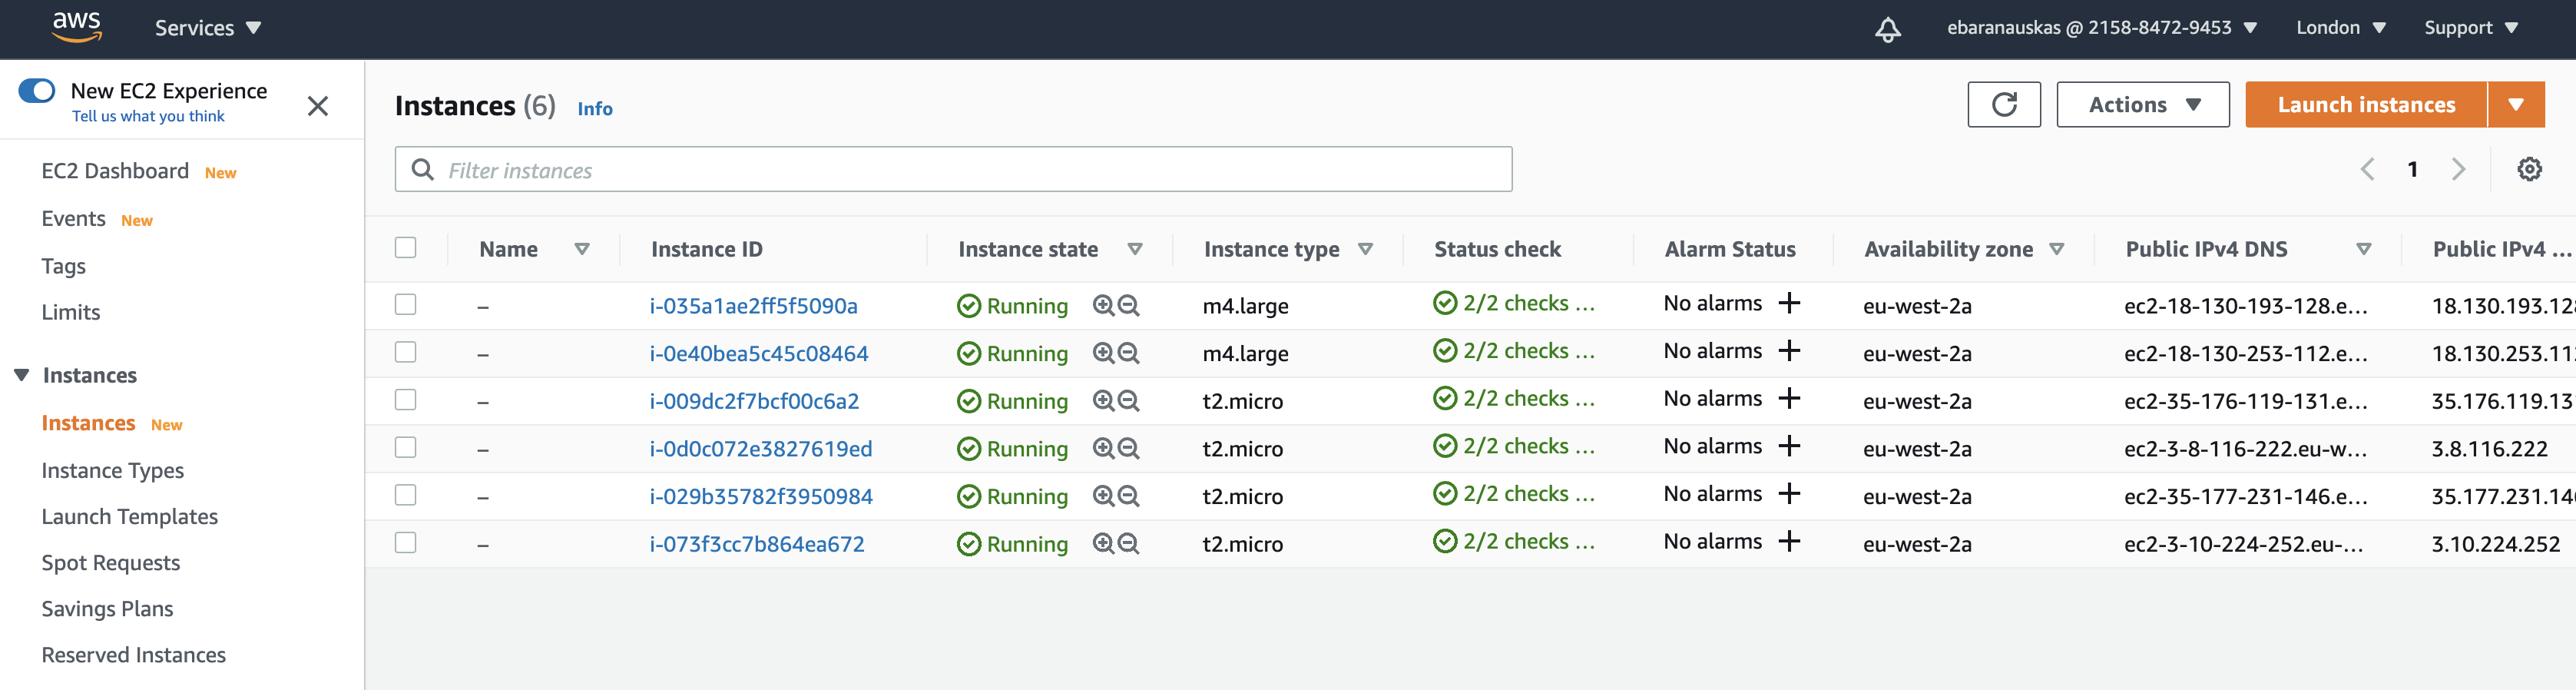 aws Services ebaranauskas @ 2158-8472-9453 London Support
New EC2 Experience
Tell us what you think
EC2 Dashboard New
Events New
Tags
Limits
Instances
Instances New
Instance Types
Launch Templates
Spot Requests
Savings Plans
Reserved Instances
Instances (6) Info Actions Launch instances
Filter instances 1
Name Instance ID Instance state Instance type Status check Alarm Status Availability zone Public IPv4 DNS Public IPv4 ...
– i-035a1ae2ff5f5090a Running m4.large 2/2 checks ... No alarms + eu-west-2a ec2-18-130-193-128.e... 18.130.193.128
– i-0e40bea5c45c08464 Running m4.large 2/2 checks ... No alarms + eu-west-2a ec2-18-130-253-112.e... 18.130.253.112
– i-009dc2f7bcf00c6a2 Running t2.micro 2/2 checks ... No alarms + eu-west-2a ec2-35-176-119-131.e... 35.176.119.13
– i-0d0c072e3827619ed Running t2.micro 2/2 checks ... No alarms + eu-west-2a ec2-3-8-116-222.eu-w... 3.8.116.222
– i-029b35782f3950984 Running t2.micro 2/2 checks ... No alarms + eu-west-2a ec2-35-177-231-146.e... 35.177.231.146
– i-073f3cc7b864ea672 Running t2.micro 2/2 checks ... No alarms + eu-west-2a ec2-3-10-224-252.eu-... 3.10.224.252